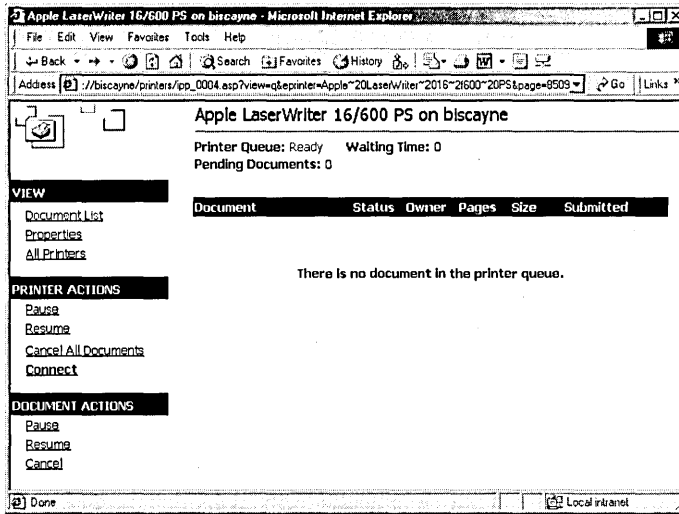 Apple LaserWriter 16/600 PS on biscayne - Microsoft Internet Explorer
File Edit View Favorites Tools Help
Back Search Favorites History
Address ://biscayne/printers/ipp_0004.asp?view=q&eprinter=Apple~20LaserWriter~2016~2f600~20PS&page=8509 Go Links »
Apple LaserWriter 16/600 PS on biscayne
Printer Queue: Ready Waiting Time: 0
Pending Documents: 0
VIEW
Document List
Properties
All Printers
Document Status Owner Pages Size Submitted
There is no document in the printer queue.
PRINTER ACTIONS
Pause
Resume
Cancel All Documents
Connect
DOCUMENT ACTIONS
Pause
Resume
Cancel
Done Local intranet